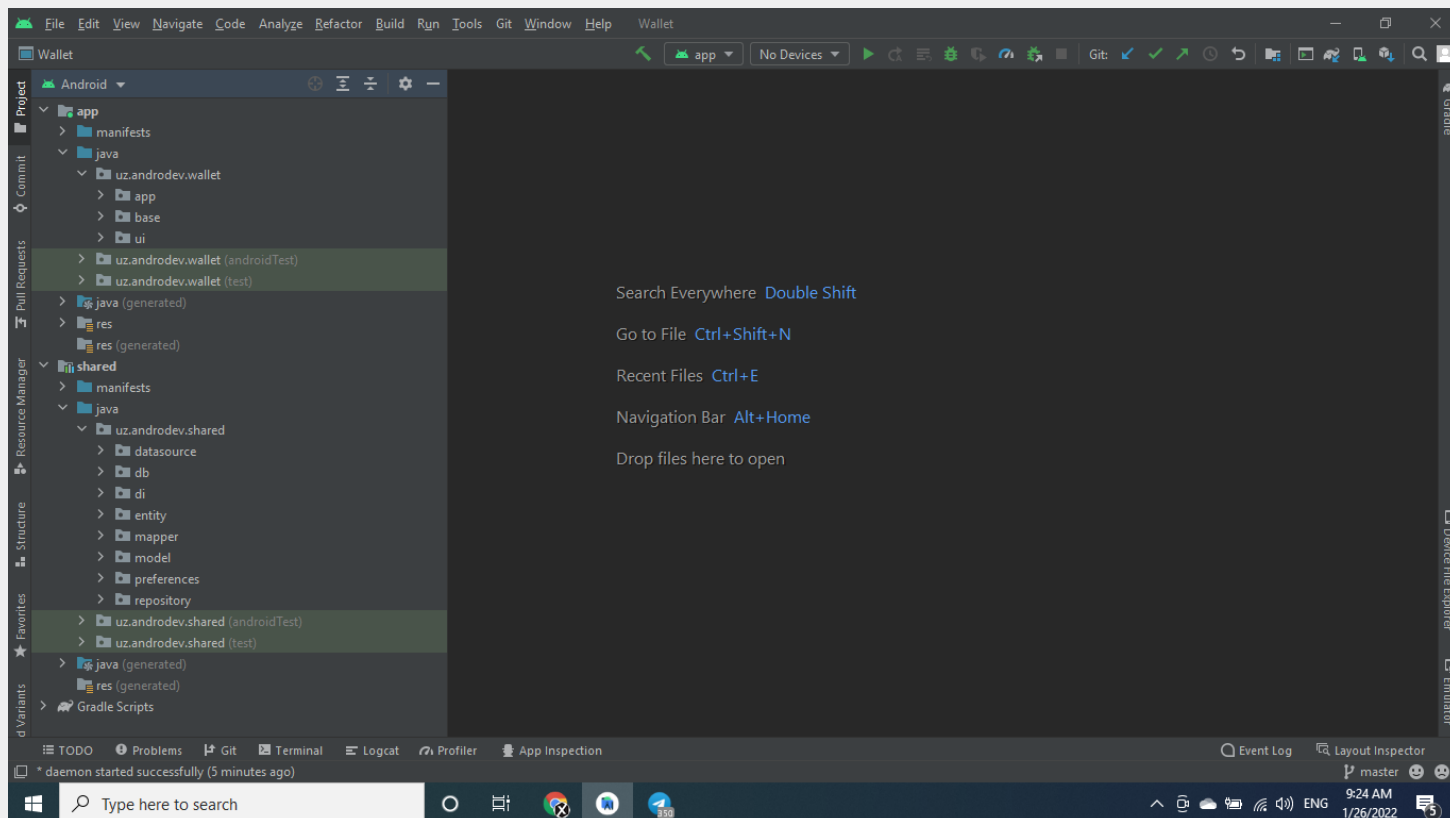 File Edit View Navigate Code Analyze Refactor Build Run Tools Git Window Help Wallet
Wallet app No Devices Git:
Android
Project
Commit
Pull Requests
Resource Manager
Structure
Favorites
d Variants
app
manifests
java
uz.androdev.wallet
app
base
ui
uz.androdev.wallet (androidTest)
uz.androdev.wallet (test)
java (generated)
res
res (generated)
shared
manifests
java
uz.androdev.shared
datasource
db
di
entity
mapper
model
preferences
repository
uz.androdev.shared (androidTest)
uz.androdev.shared (test)
java (generated)
res (generated)
Gradle Scripts
Search Everywhere Double Shift
Go to File Ctrl+Shift+N
Recent Files Ctrl+E
Navigation Bar Alt+Home
Drop files here to open
Gradle
Device File Explorer
Emulator
TODO Problems Git Terminal Logcat Profiler App Inspection Event Log Layout Inspector
* daemon started successfully (5 minutes ago) master
Type here to search 350 ENG 9:24 AM
1/26/2022 5